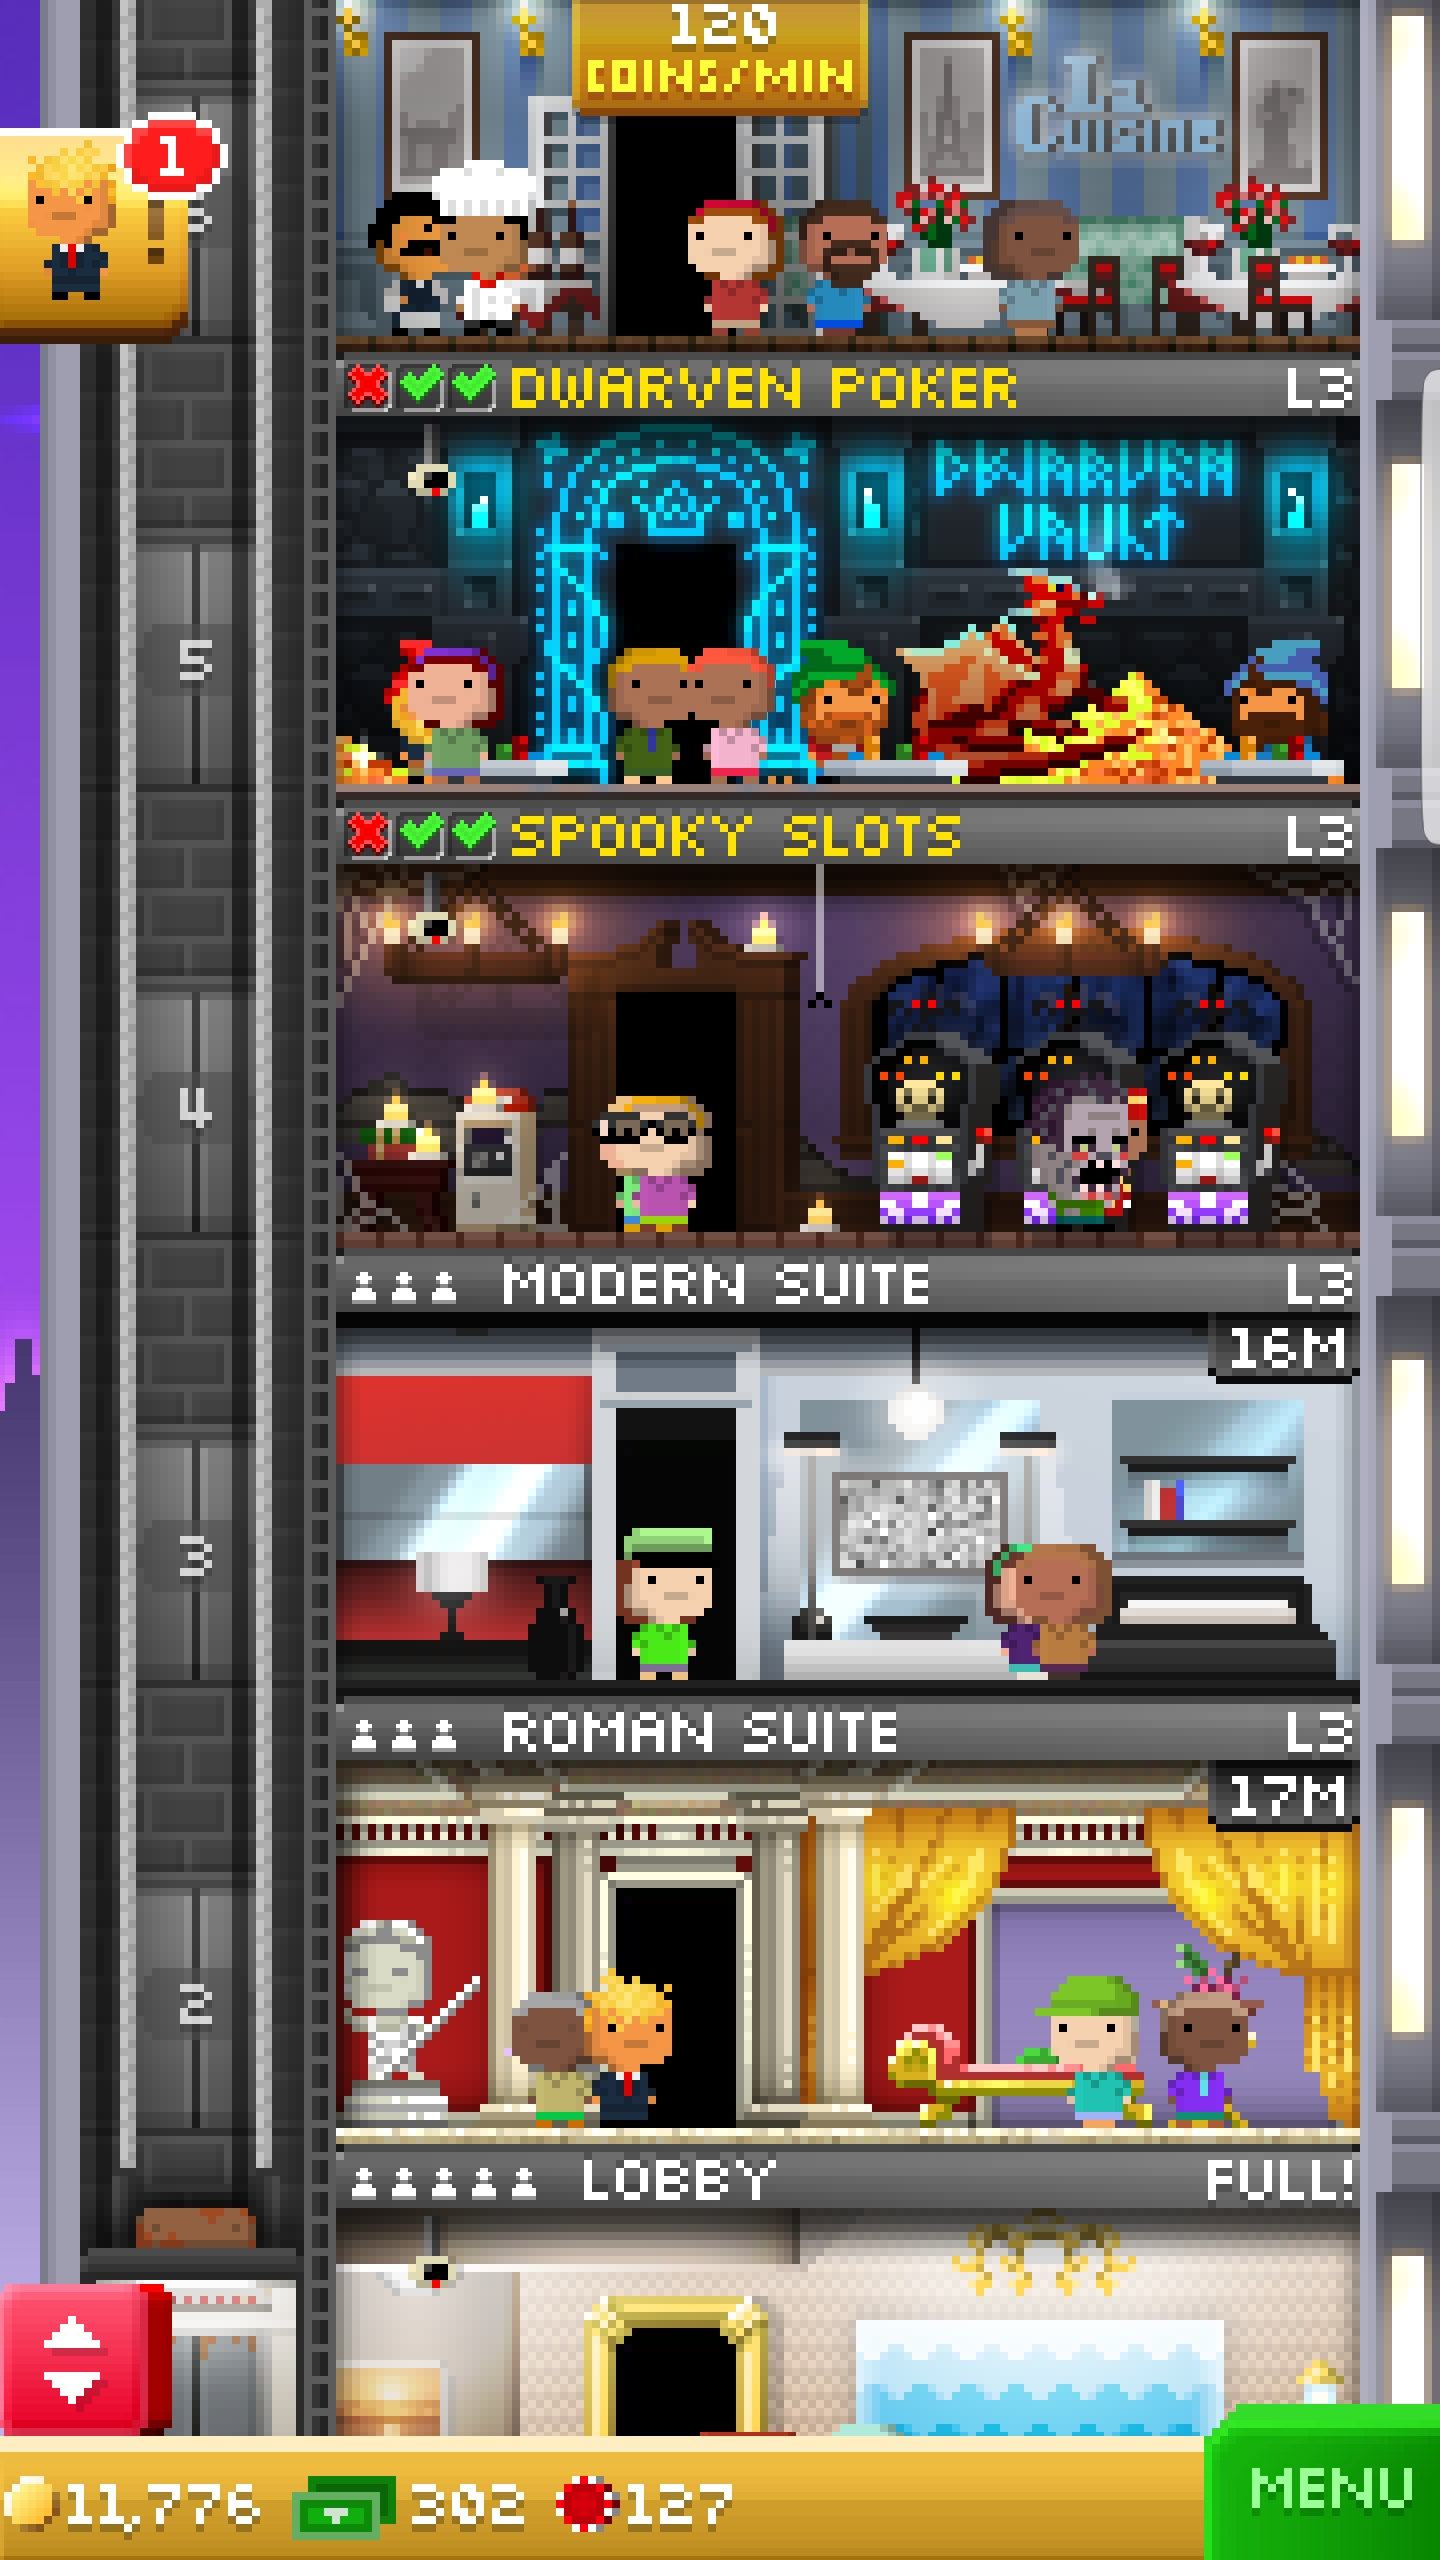 120
COINS/MIN
La
Cuisine
1
!
DWARVEN POKER L3
DWARVEN
VAULT
5
SPOOKY SLOTS L3
4
MODERN SUITE L3
16M
3
ROMAN SUITE L3
17M
2
LOBBY FULL!
11,776 302 127
MENU